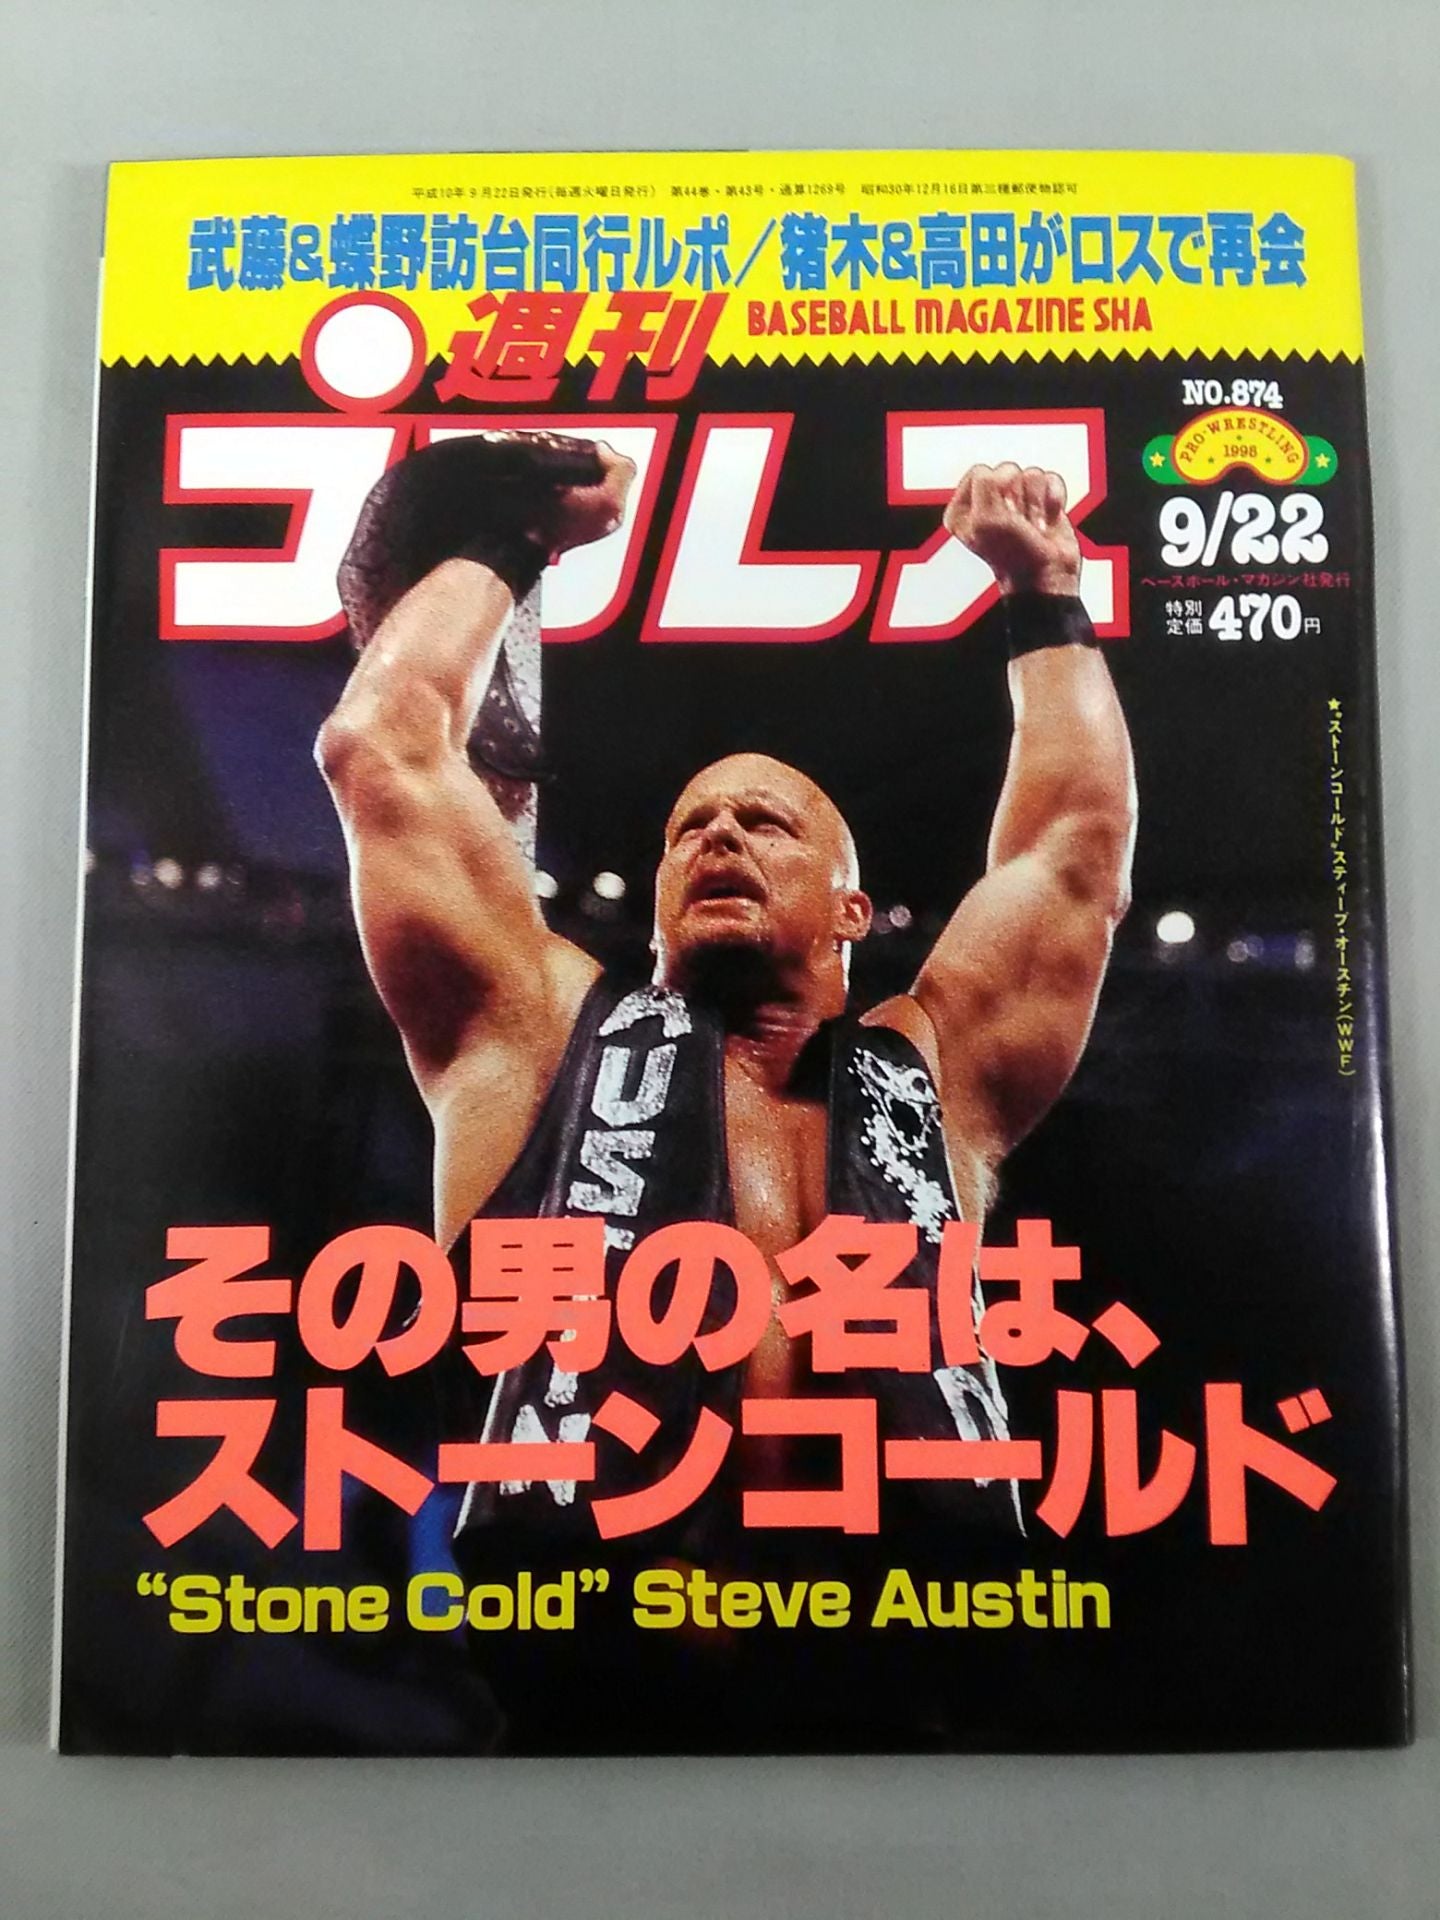 平成10年9月22日発行(毎週火曜日発行) 第44巻・第43号・通算1269号 昭和30年12月16日第三種郵便物認可
武藤&蝶野訪台同行ルポ/猪木&高田がロスで再会
週刊
BASEBALL MAGAZINE SHA
プロレス
NO.874
PRO-WRESTLING
1998
9/22
ベースボール・マガジン社発行
特別定価 470円
★“ストーンコールド”スティーブ・オースチン(WWF)
AUSTIN
その男の名は、
ストーンコールド
“Stone Cold” Steve Austin